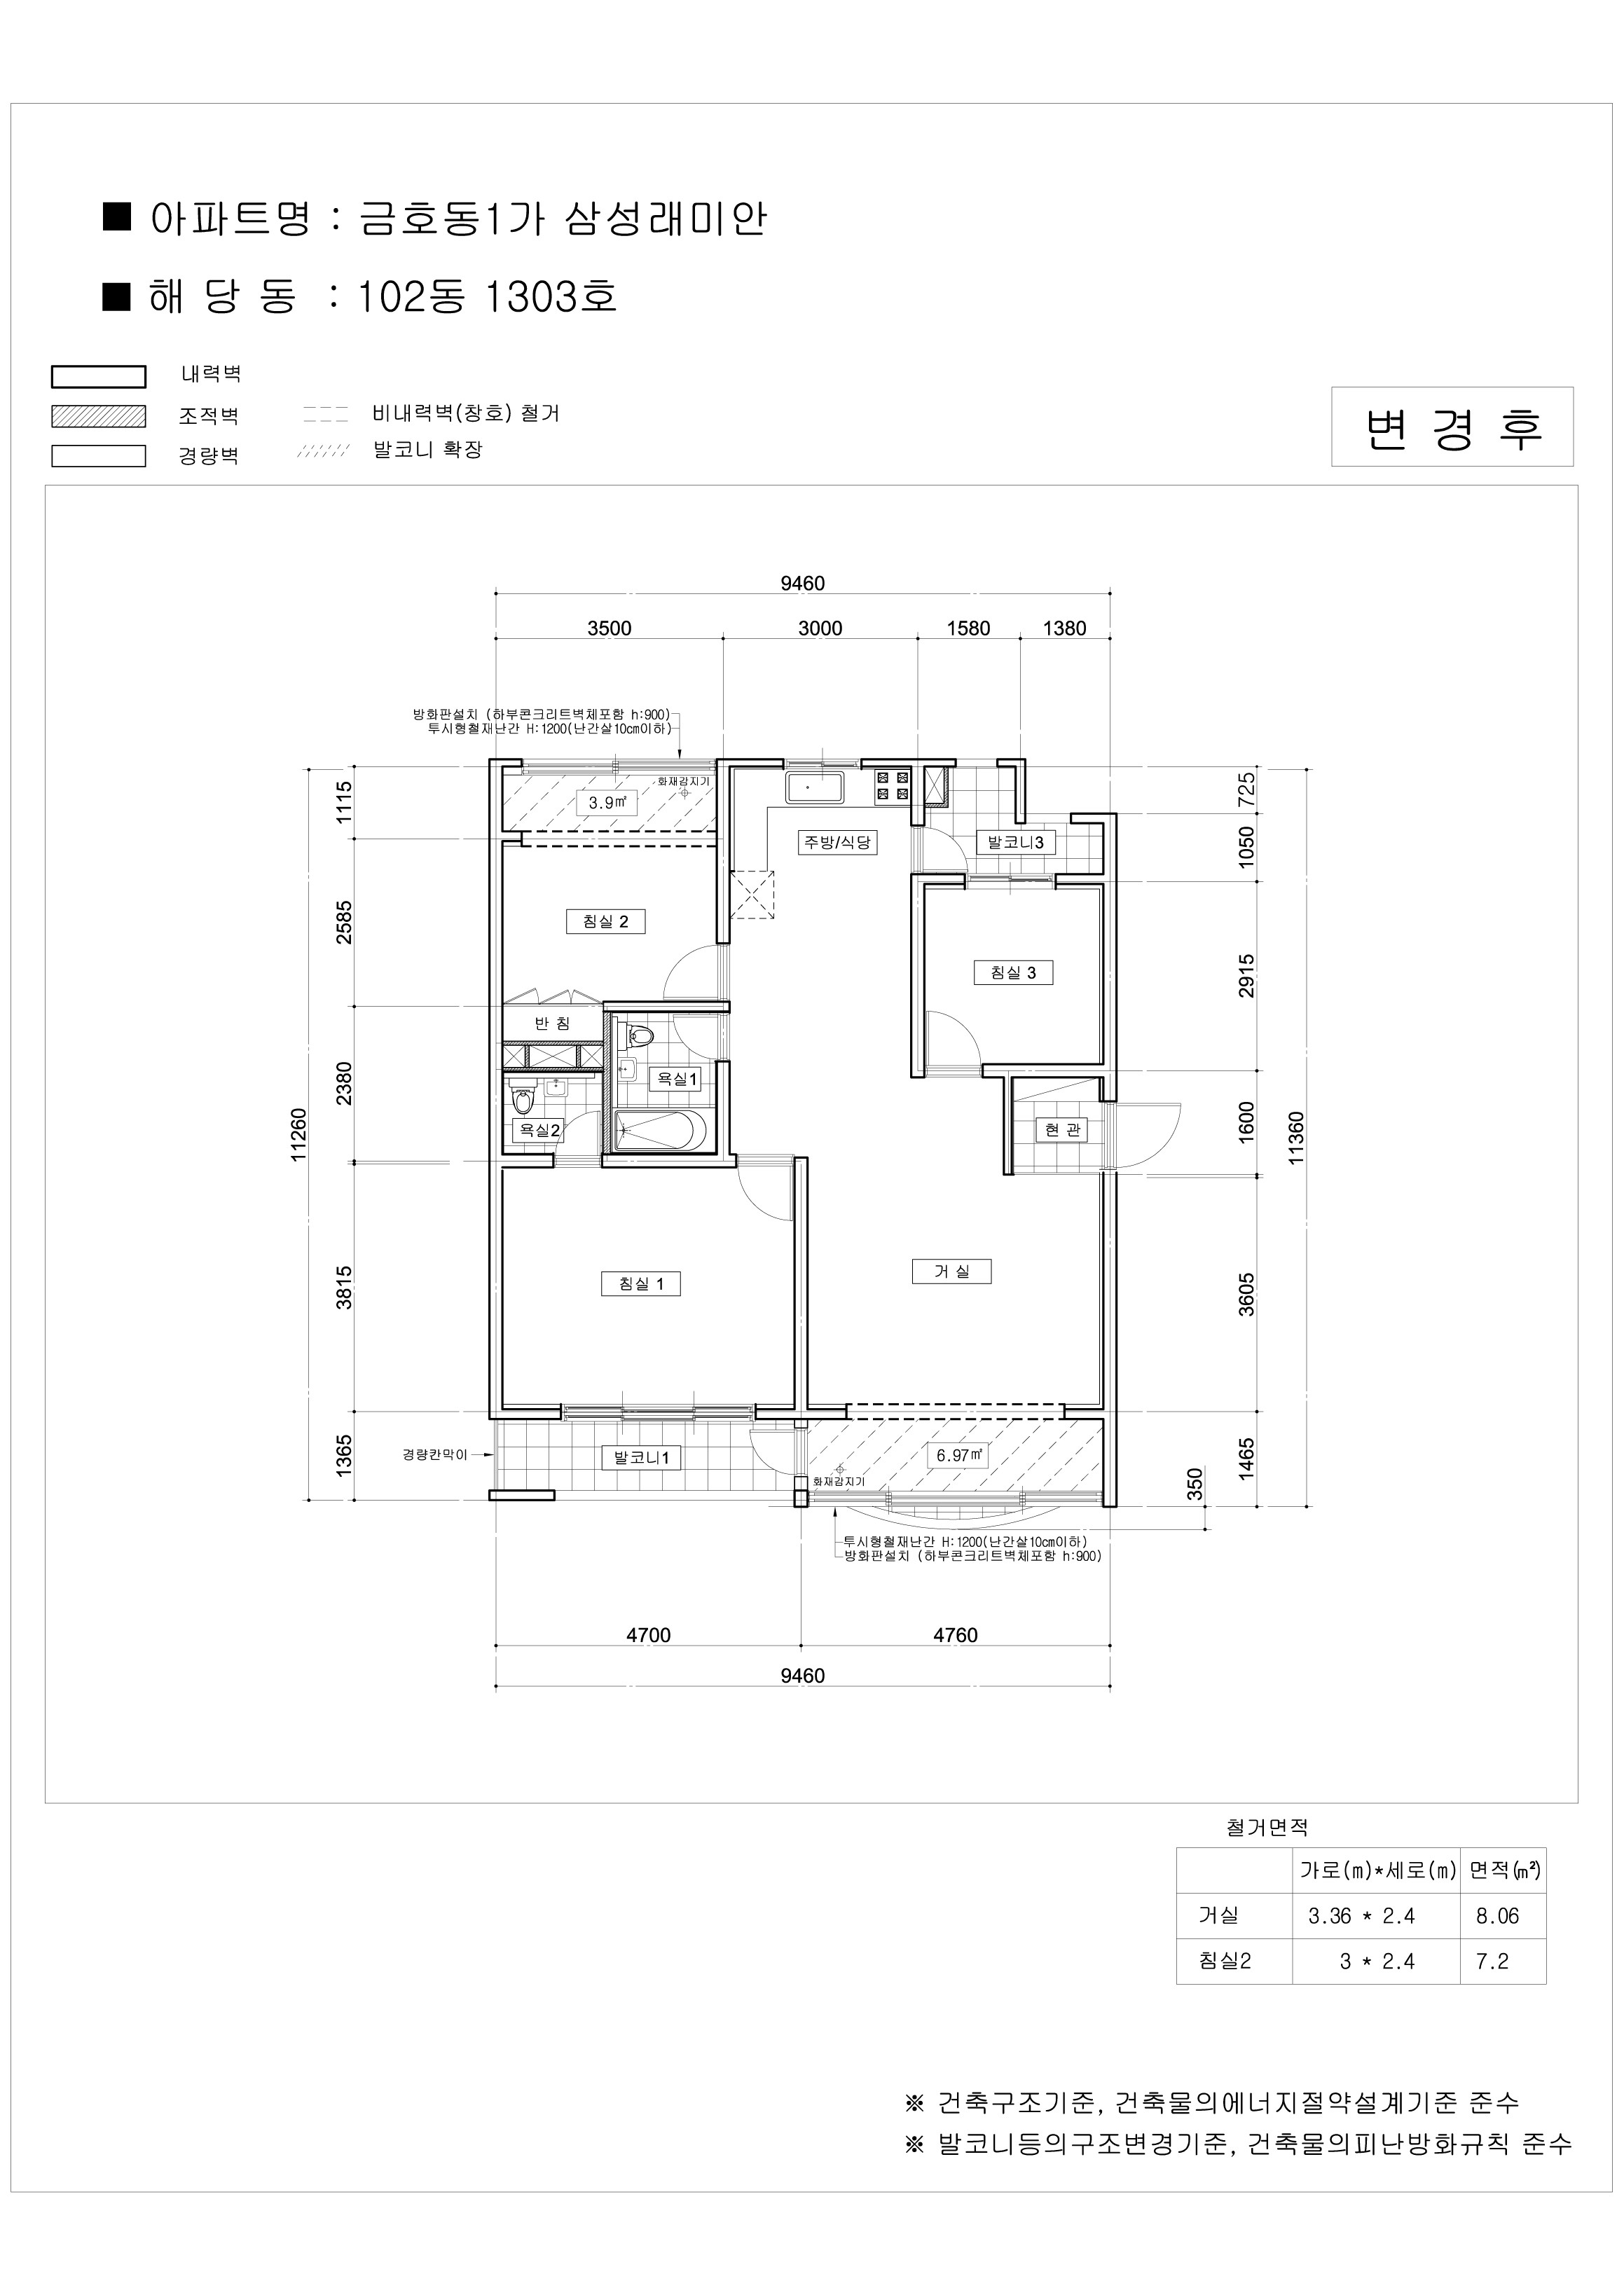 ■ 아파트명 : 금호동1가 삼성래미안
■ 해 당 동 : 102동 1303호
내력벽
조적벽
경량벽
비내력벽(창호) 철거
발코니 확장
변 경 후
9460
3500 3000 1580 1380
방화판설치 (하부콘크리트벽체포함 h:900)
투시형철재난간 H:1200(난간살10cm이하)
화재감지기
3.9㎡
주방/식당
발코니3
침실 2
침실 3
반 침
욕실1
욕실2
현 관
거 실
침실 1
경량칸막이
발코니1
6.97㎡
화재감지기
투시형철재난간 H:1200(난간살10cm이하)
방화판설치 (하부콘크리트벽체포함 h:900)
1115
2585
2380
3815
1365
11260
725
1050
2915
1600
3605
1465
350
11360
4700 4760
9460
철거면적
가로(m)*세로(m) 면적(㎡)
거실 3.36 * 2.4 8.06
침실2 3 * 2.4 7.2
※ 건축구조기준, 건축물의에너지절약설계기준 준수
※ 발코니등의구조변경기준, 건축물의피난방화규칙 준수